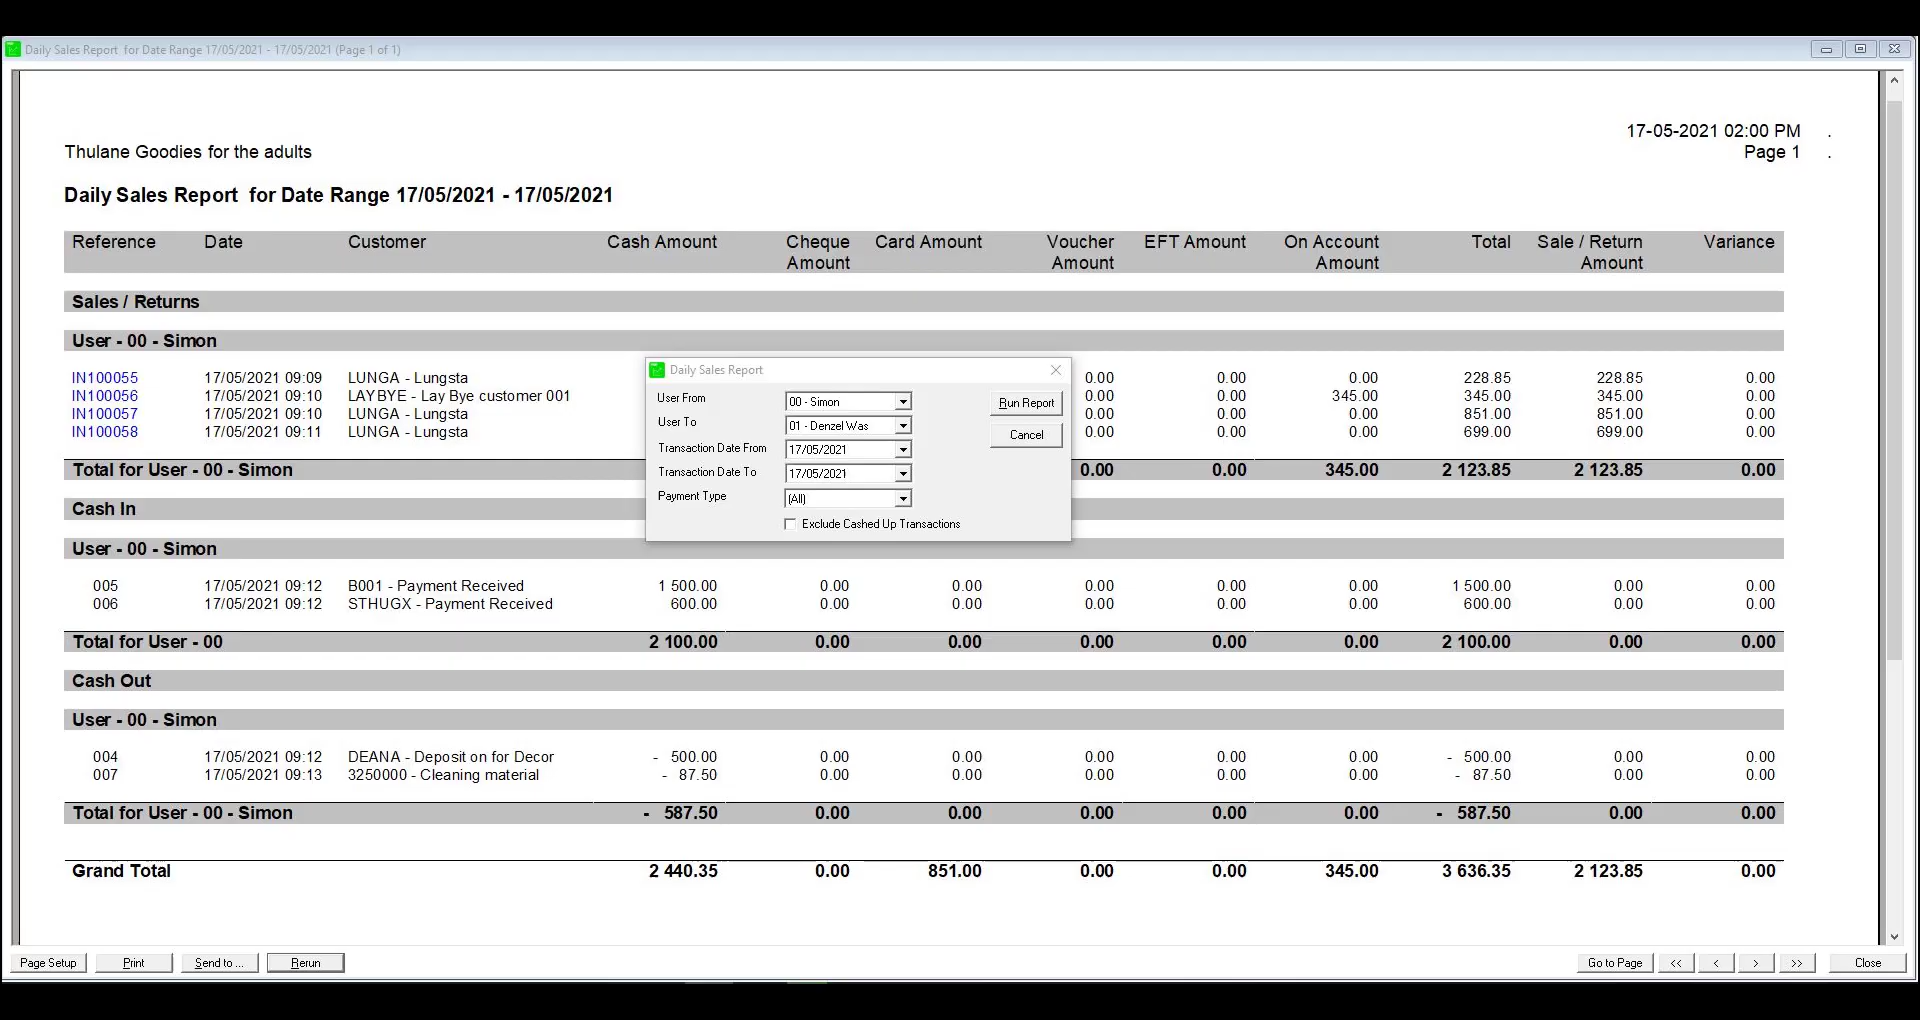 Daily Sales Report for Date Range 17/05/2021 - 17/05/2021 (Page 1 of 1)
17-05-2021 02:00 PM .
Thulane Goodies for the adults Page 1 .
Daily Sales Report for Date Range 17/05/2021 - 17/05/2021
Reference Date Customer Cash Amount Cheque Amount Card Amount Voucher Amount EFT Amount On Account Amount Total Sale / Return Amount Variance
Sales / Returns
User - 00 - Simon
IN100055 17/05/2021 09:09 LUNGA - Lungsta 0.00 0.00 0.00 228.85 228.85 0.00
IN100056 17/05/2021 09:10 LAYBYE - Lay Bye customer 001 0.00 0.00 345.00 345.00 345.00 0.00
IN100057 17/05/2021 09:10 LUNGA - Lungsta 0.00 0.00 0.00 851.00 851.00 0.00
IN100058 17/05/2021 09:11 LUNGA - Lungsta 0.00 0.00 0.00 699.00 699.00 0.00
Total for User - 00 - Simon 0.00 0.00 345.00 2 123.85 2 123.85 0.00
Daily Sales Report
User From 00 - Simon Run Report
User To 01 - Denzel Was Cancel
Transaction Date From 17/05/2021
Transaction Date To 17/05/2021
Payment Type (All)
Exclude Cashed Up Transactions
Cash In
User - 00 - Simon
005 17/05/2021 09:12 B001 - Payment Received 1 500.00 0.00 0.00 0.00 0.00 0.00 1 500.00 0.00 0.00
006 17/05/2021 09:12 STHUGX - Payment Received 600.00 0.00 0.00 0.00 0.00 0.00 600.00 0.00 0.00
Total for User - 00 2 100.00 0.00 0.00 0.00 0.00 0.00 2 100.00 0.00 0.00
Cash Out
User - 00 - Simon
004 17/05/2021 09:12 DEANA - Deposit on for Decor - 500.00 0.00 0.00 0.00 0.00 0.00 - 500.00 0.00 0.00
007 17/05/2021 09:13 3250000 - Cleaning material - 87.50 0.00 0.00 0.00 0.00 0.00 - 87.50 0.00 0.00
Total for User - 00 - Simon - 587.50 0.00 0.00 0.00 0.00 0.00 - 587.50 0.00 0.00
Grand Total 2 440.35 0.00 851.00 0.00 0.00 345.00 3 636.35 2 123.85 0.00
Page Setup Print Send to ... Rerun Go to Page << < > >> Close